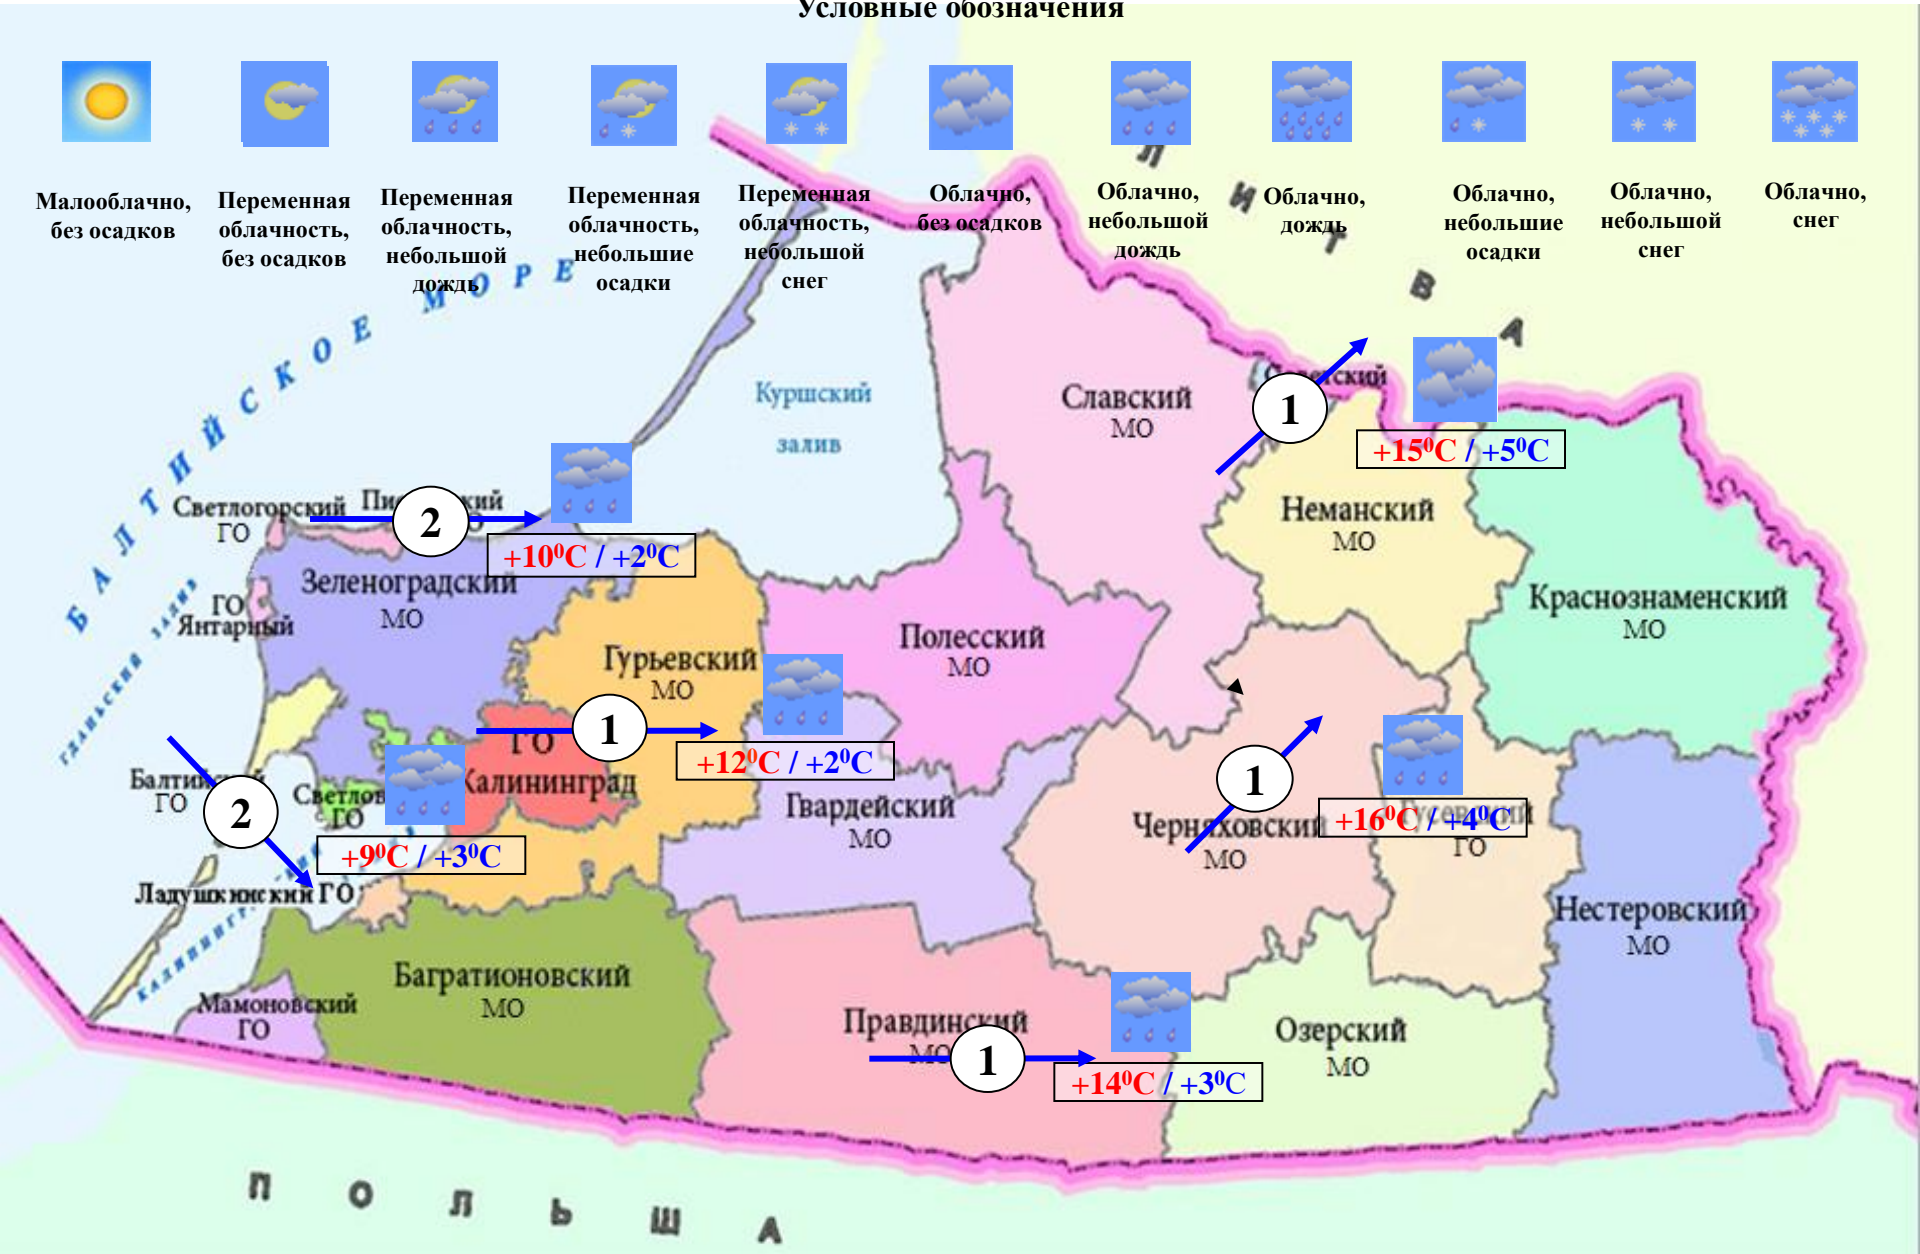 Условные обозначения
Малооблачно,
без осадков
Переменная
облачность,
без осадков
Переменная
облачность,
небольшой
дождь
Переменная
облачность,
небольшие
осадки
Переменная
облачность,
небольшой
снег
Облачно,
без осадков
Облачно,
небольшой
дождь
Облачно,
дождь
Облачно,
небольшие
осадки
Облачно,
небольшой
снег
Облачно,
снег
БАЛТИЙСКОЕ МОРЕ
ЛИТВА
Куршский
залив
Славский
МО
1
+15⁰C / +5⁰C
Неманский
МО
Краснознаменский
МО
Светлогорский
ГО
2
+10⁰C / +2⁰C
Зеленоградский
МО
ГО
Янтарный
Гурьевский
МО
Полесский
МО
1
+12⁰C / +2⁰C
ГО
Калининград
Балтийский
ГО
2
ГО
+9⁰C / +3⁰C
Ладушкинский ГО
Гвардейский
МО
1
Черняховский
МО
+16⁰C / +4⁰C
Гусевский
ГО
Нестеровский
МО
Багратионовский
МО
Мамоновский
ГО
Правдинский
МО
1
+14⁰C / +3⁰C
Озерский
МО
ПОЛЬША